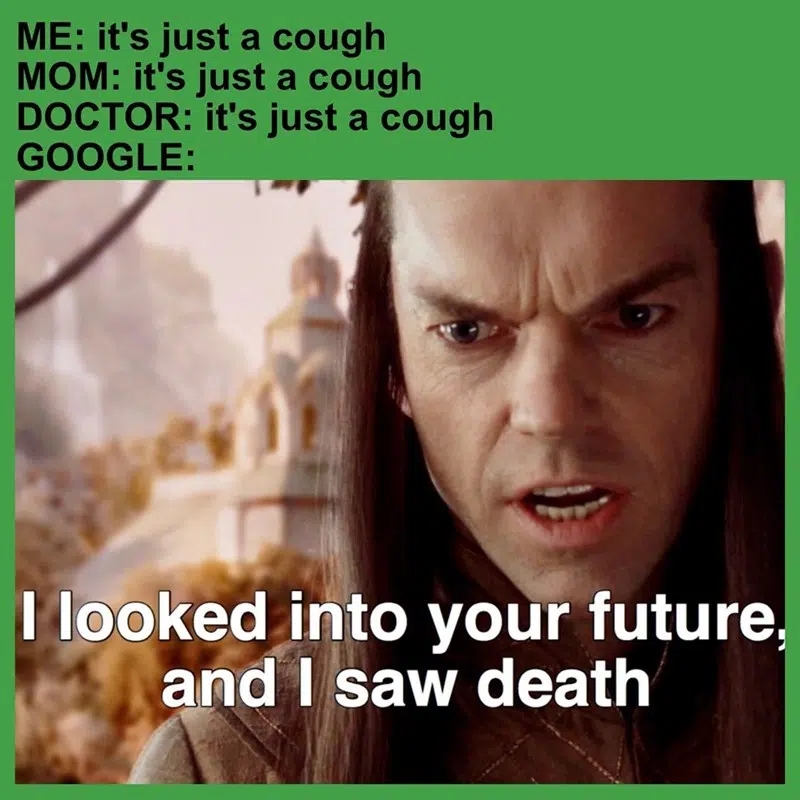 ME: it's just a cough
MOM: it's just a cough
DOCTOR: it's just a cough
GOOGLE:
I looked into your future,
and I saw death